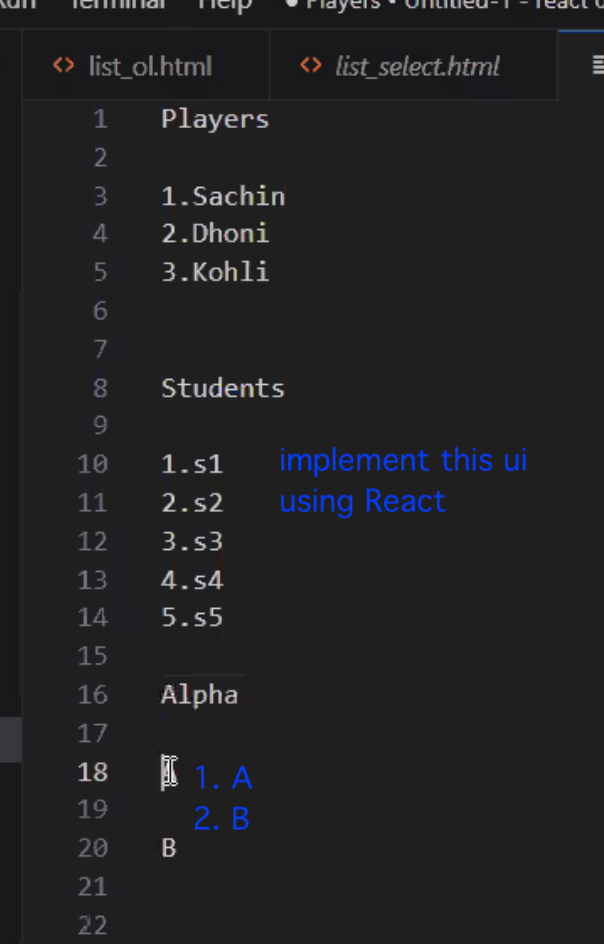 Terminal Help ● Players • Untitled-1 - react
<> list_ol.html <> list_select.html
1 Players
2
3 1.Sachin
4 2.Dhoni
5 3.Kohli
6
7
8 Students
9
10 1.s1 implement this ui
11 2.s2 using React
12 3.s3
13 4.s4
14 5.s5
15
16 Alpha
17
18 A 1. A
19 2. B
20 B
21
22